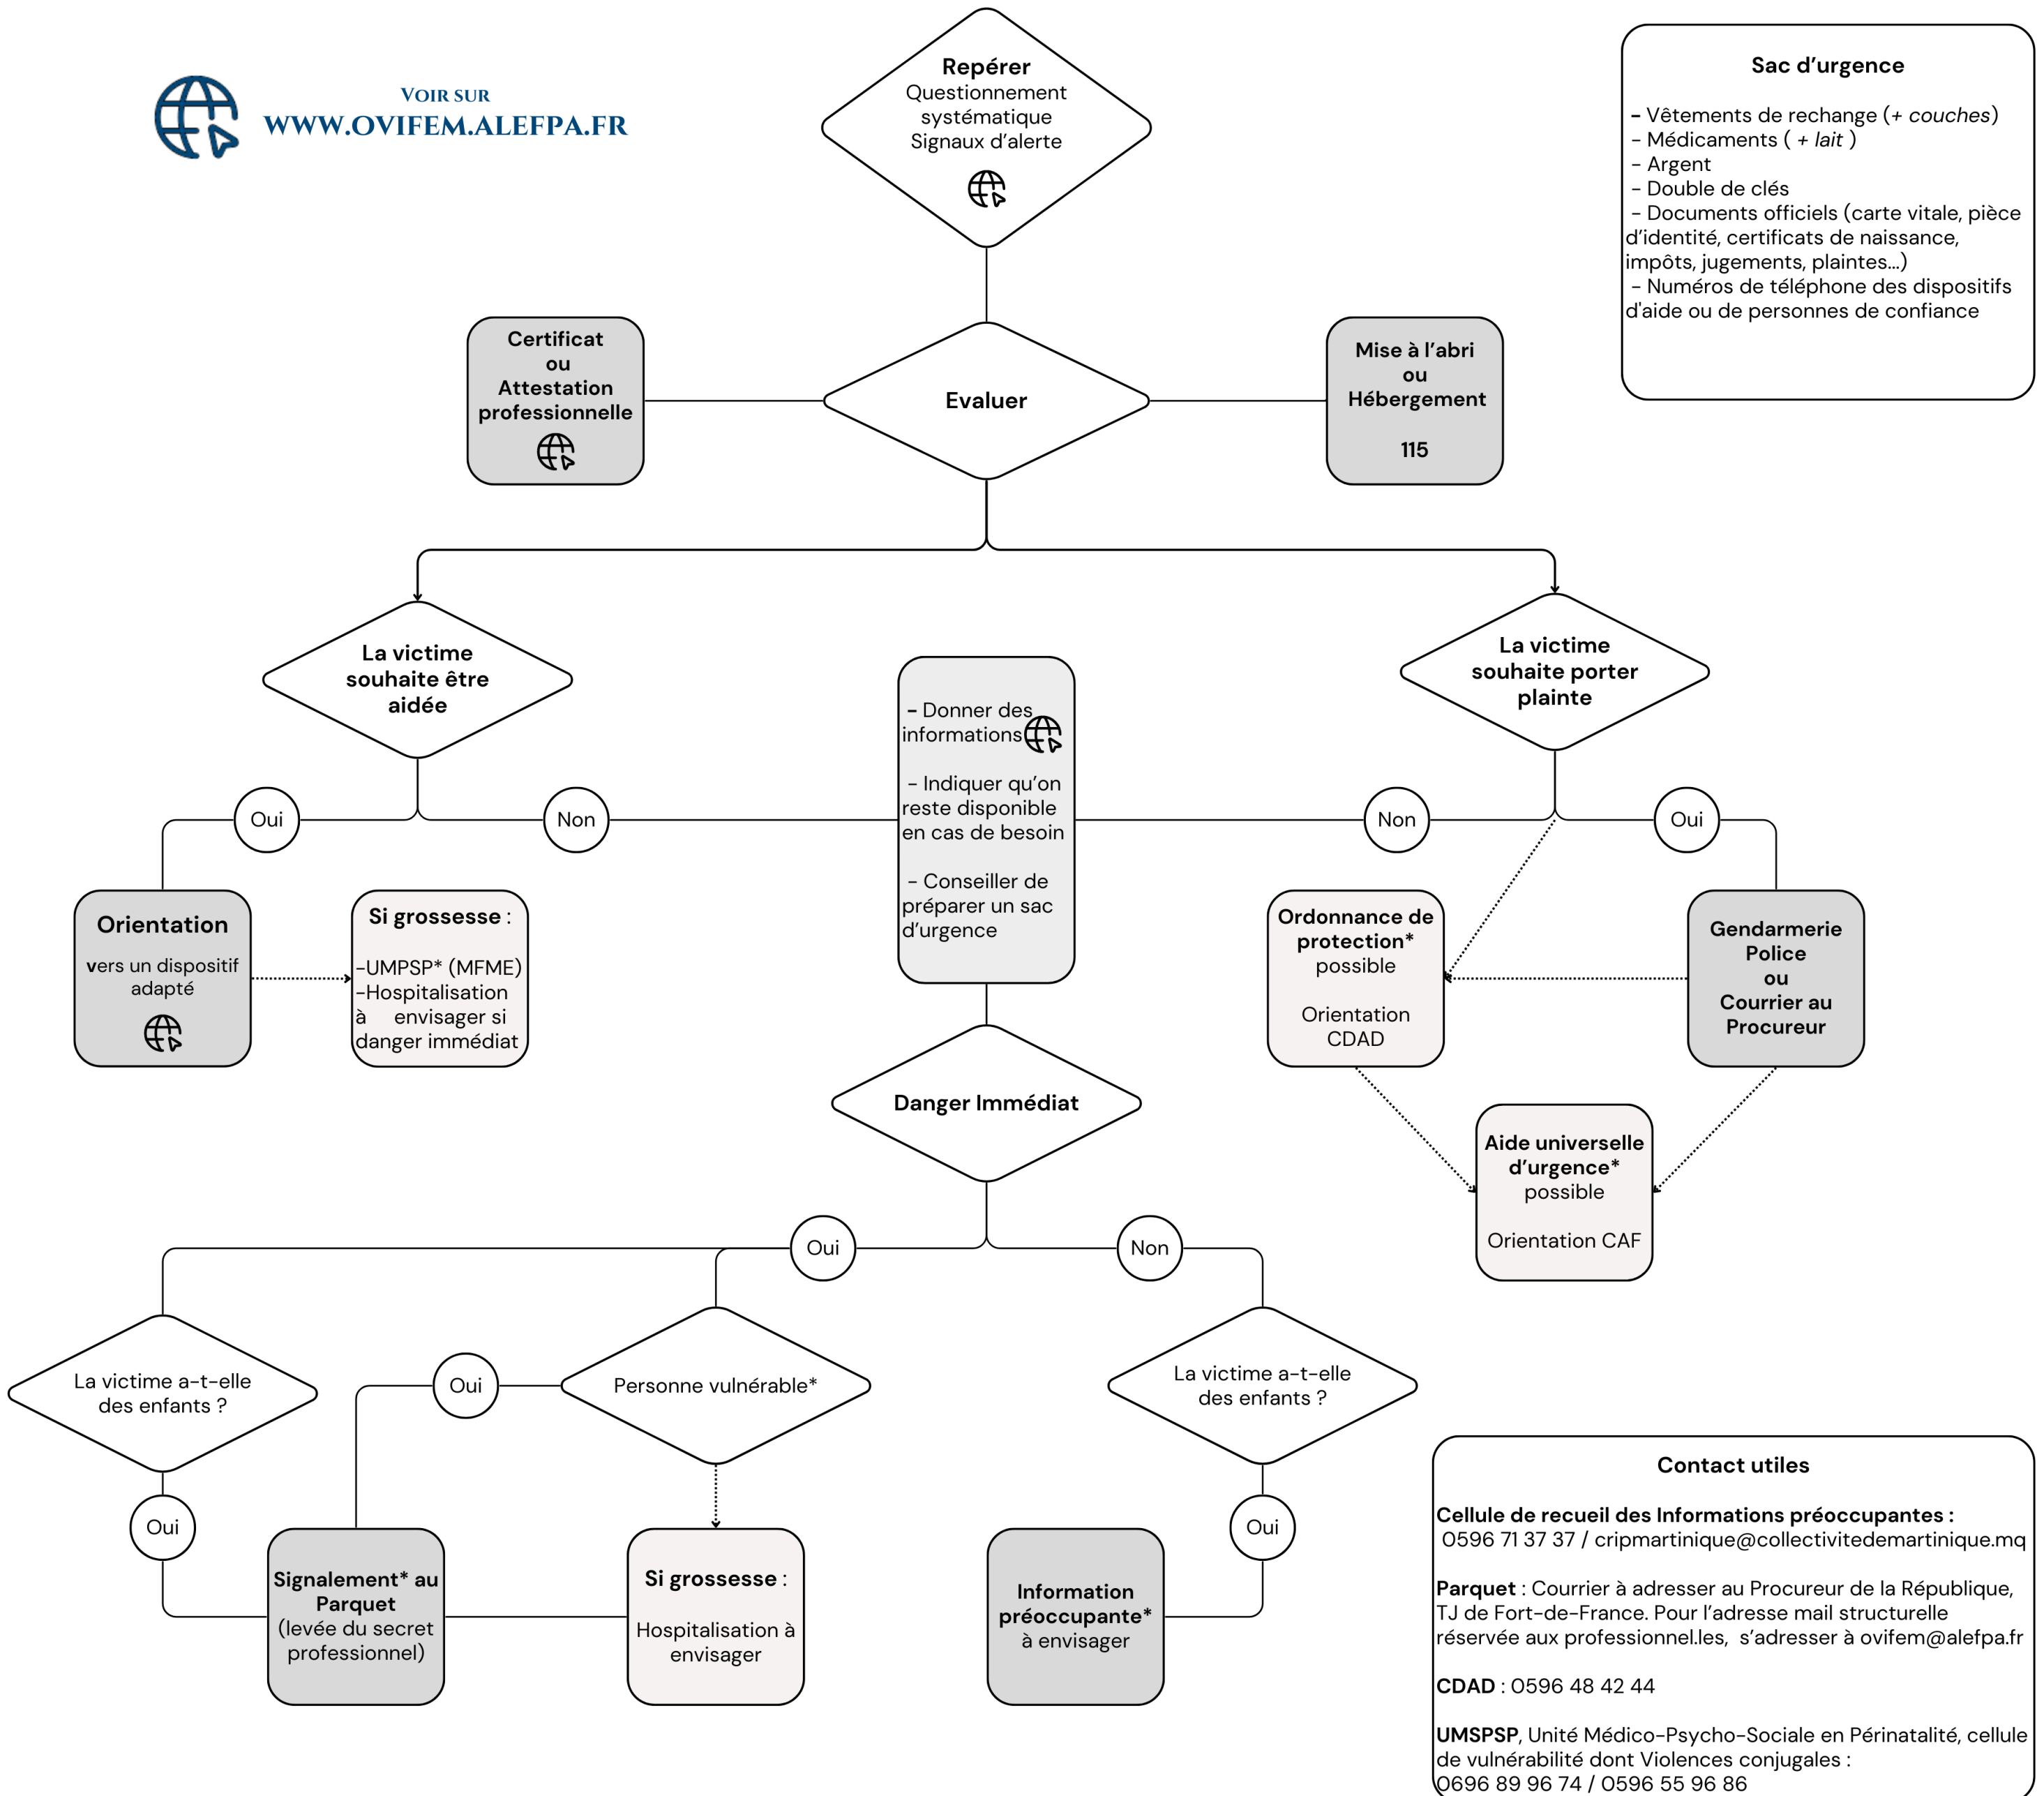 VOIR SUR
WWW.OVIFEM.ALEFPA.FR
Repérer
Questionnement
systématique
Signaux d'alerte
Sac d'urgence
- Vêtements de rechange (+ couches)
- Médicaments ( + lait )
- Argent
- Double de clés
- Documents officiels (carte vitale, pièce
d'identité, certificats de naissance,
impôts, jugements, plaintes...)
- Numéros de téléphone des dispositifs
d'aide ou de personnes de confiance
Certificat
ou
Attestation
professionnelle
Evaluer
Mise à l'abri
ou
Hébergement
115
La victime
souhaite être
aidée
La victime
souhaite porter
plainte
- Donner des
informations
- Indiquer qu'on
reste disponible
en cas de besoin
- Conseiller de
préparer un sac
d'urgence
Oui
Non
Non
Oui
Orientation
vers un dispositif
adapté
Si grossesse :
-UMPSP* (MFME)
-Hospitalisation
à envisager si
danger immédiat
Ordonnance de
protection*
possible
Orientation
CDAD
Gendarmerie
Police
ou
Courrier au
Procureur
Danger Immédiat
Aide universelle
d'urgence*
possible
Orientation CAF
Oui
Non
La victime a-t-elle
des enfants ?
Oui
Personne vulnérable*
La victime a-t-elle
des enfants ?
Oui
Oui
Signalement* au
Parquet
(levée du secret
professionnel)
Si grossesse :
Hospitalisation à
envisager
Information
préoccupante*
à envisager
Contact utiles
Cellule de recueil des Informations préoccupantes :
0596 71 37 37 / cripmartinique@collectivitedemartinique.mq
Parquet : Courrier à adresser au Procureur de la République,
TJ de Fort-de-France. Pour l'adresse mail structurelle
réservée aux professionnel.les, s'adresser à ovifem@alefpa.fr
CDAD : 0596 48 42 44
UMSPSP, Unité Médico-Psycho-Sociale en Périnatalité, cellule
de vulnérabilité dont Violences conjugales :
0696 89 96 74 / 0596 55 96 86